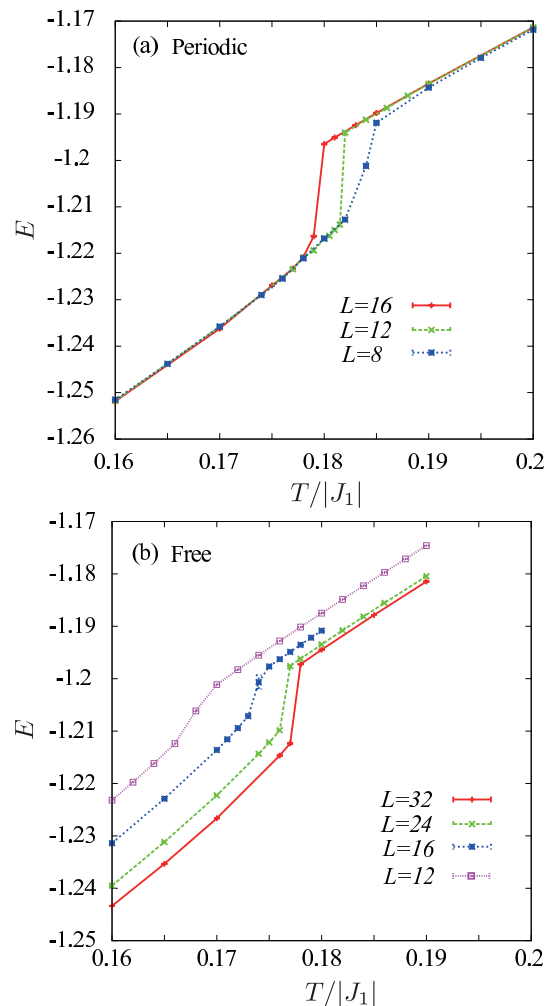 -1.17
(a) Periodic
-1.18
-1.19
-1.2
E
-1.21
-1.22
-1.23
L=16
L=12
-1.24
L=8
-1.25
-1.26
0.16 0.17 0.18 0.19 0.2
T/|J₁|
-1.17
(b) Free
-1.18
-1.19
-1.2
E
-1.21
-1.22
L=32
-1.23
L=24
L=16
-1.24
L=12
-1.25
0.16 0.17 0.18 0.19 0.2
T/|J₁|